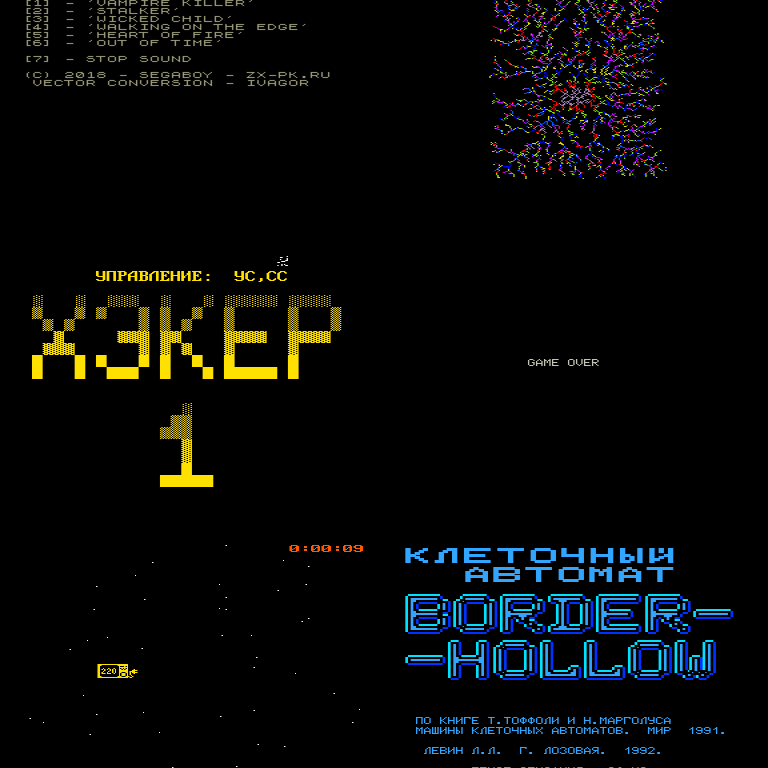 [1] - 'VAMPIRE KILLER'
[2] - 'STALKER'
[3] - 'WICKED CHILD'
[4] - 'WALKING ON THE EDGE'
[5] - 'HEART OF FIRE'
[6] - 'OUT OF TIME'
[7] - STOP SOUND
(C) 2018 - SEGABOY - ZX-PK.RU
VECTOR CONVERSION - IVAGOR
УПРАВЛЕНИЕ: УС,СС
ХЭКЕР
1
GAME OVER
0:00:09
220
КЛЕТОЧНЫЙ
АВТОМАТ
BORDER-
-HOLLOW
ПО КНИГЕ Т.ТОФФОЛИ И Н.МАРГОЛУСА
МАШИНЫ КЛЕТОЧНЫХ АВТОМАТОВ. МИР 1991.
ЛЕВИН Л.Л. Г. ЛОЗОВАЯ. 1992.